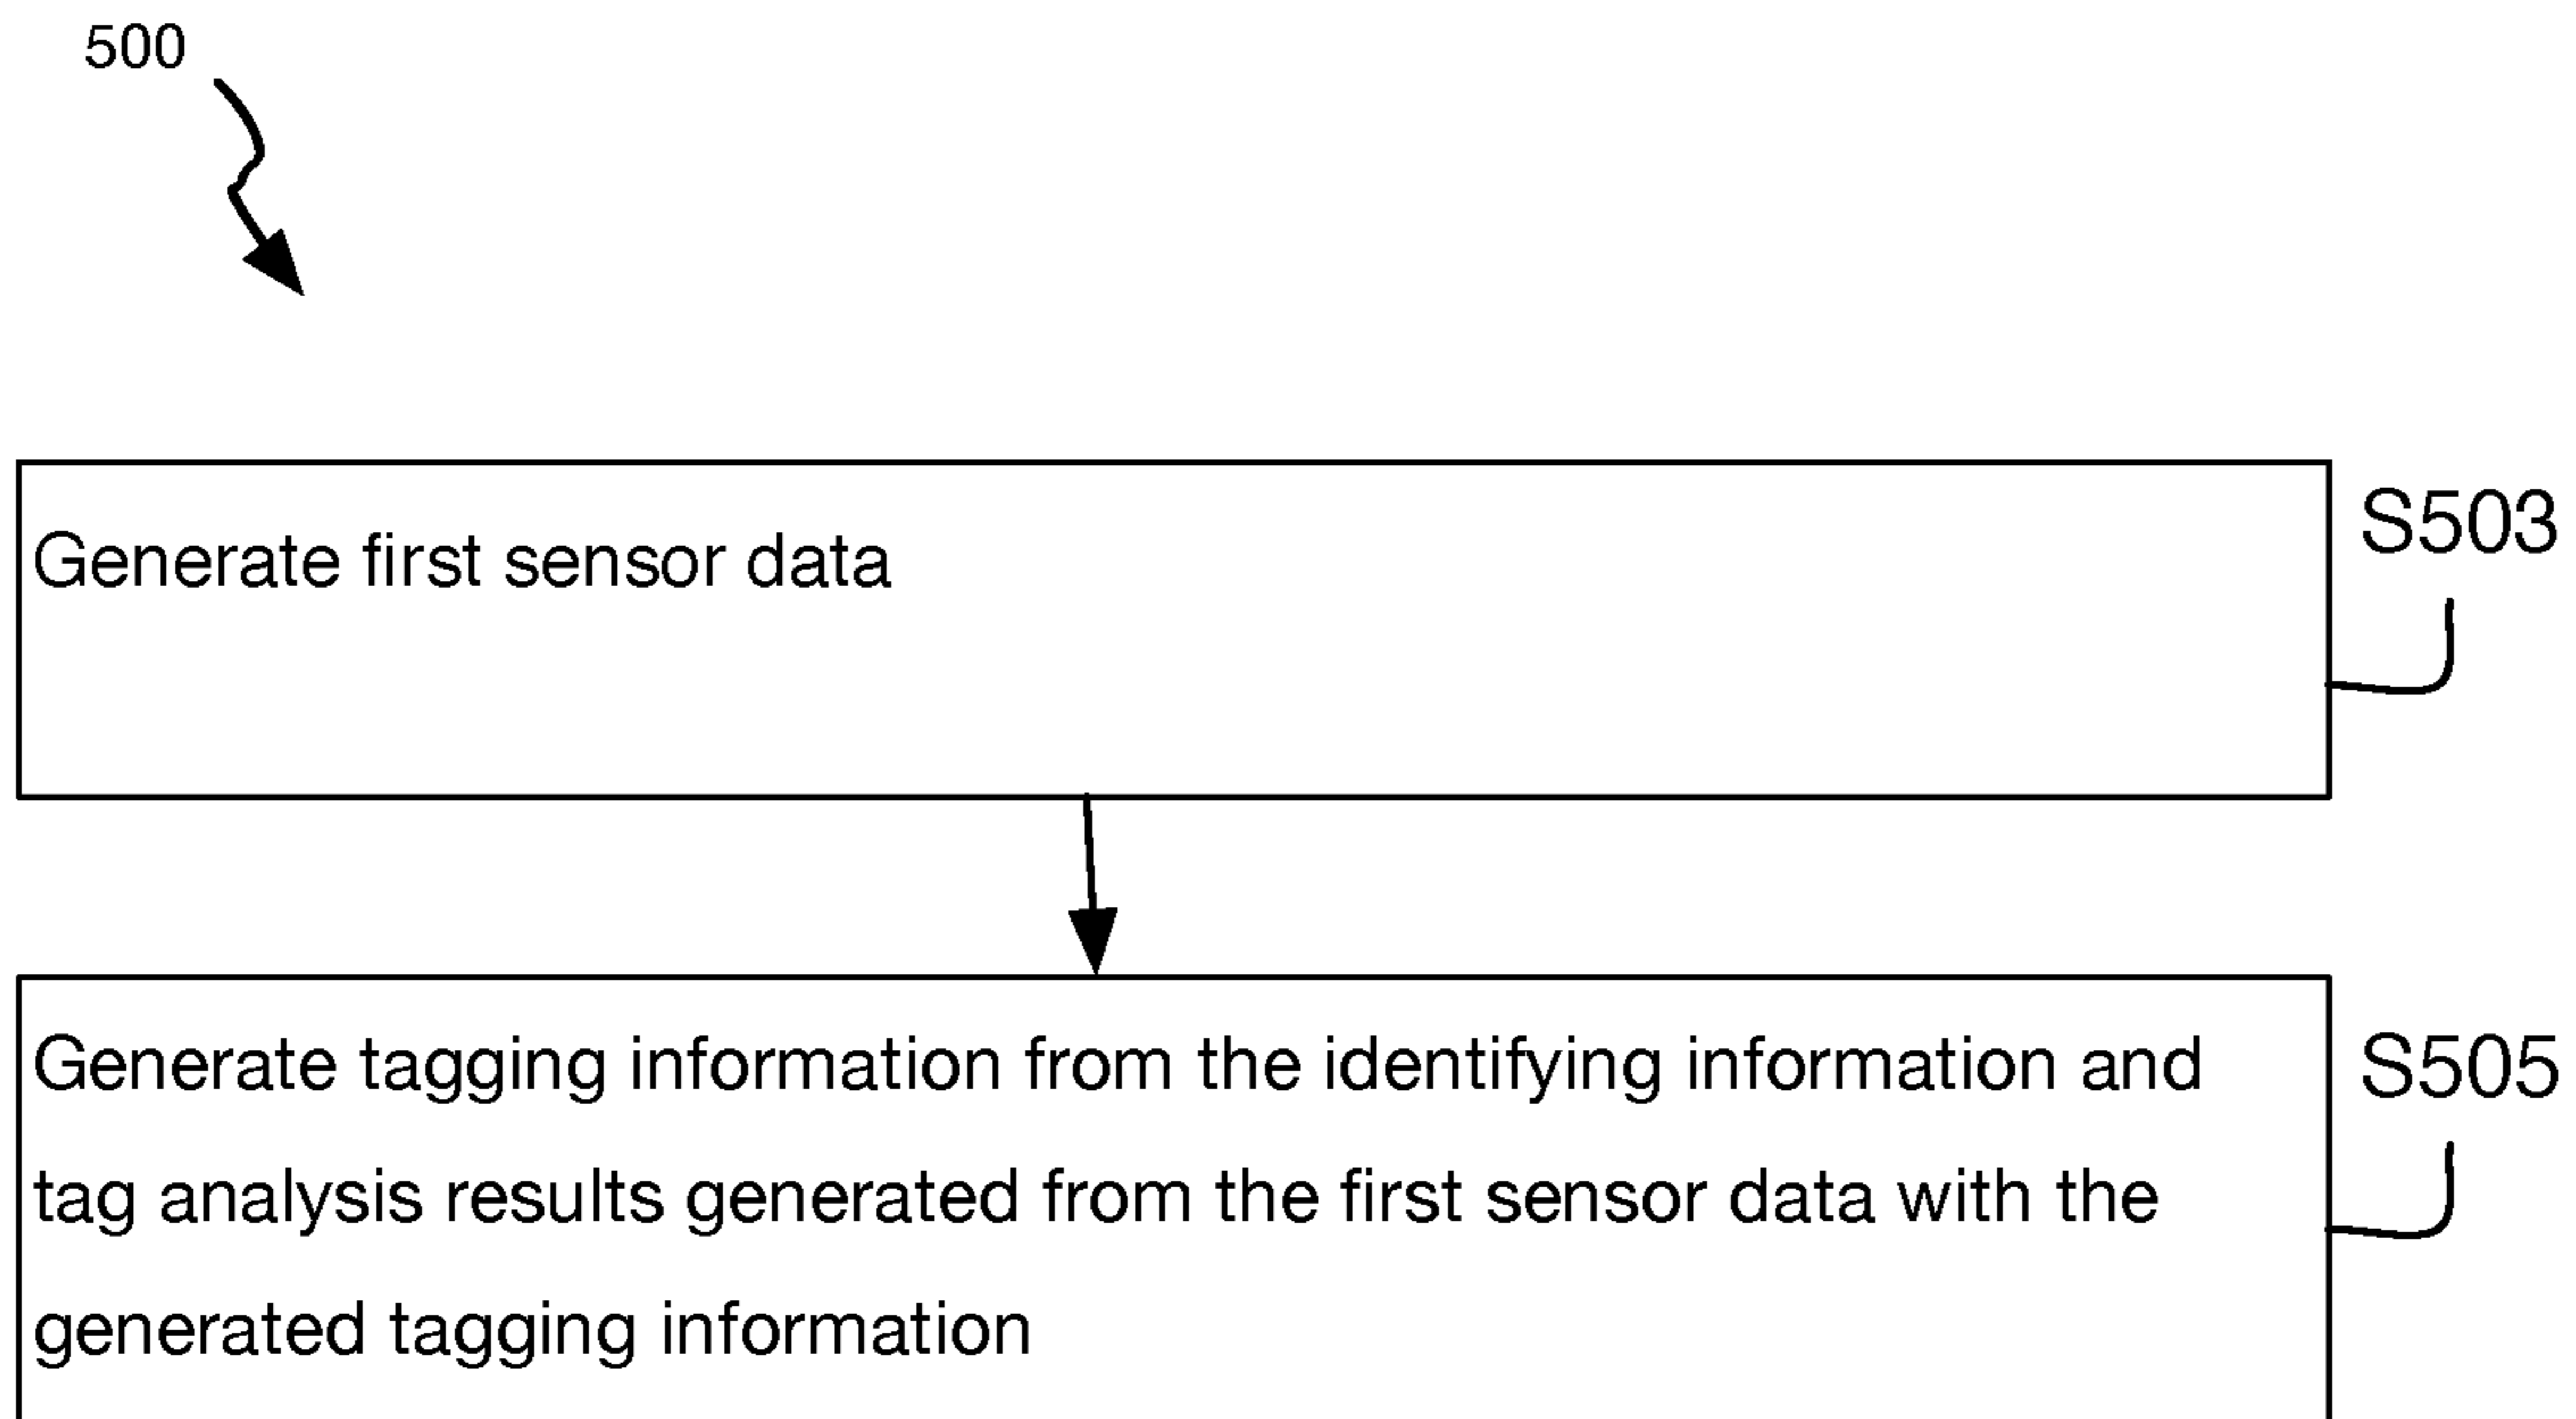 500
Generate first sensor data
S503
Generate tagging information from the identifying information and
tag analysis results generated from the first sensor data with the
generated tagging information
S505